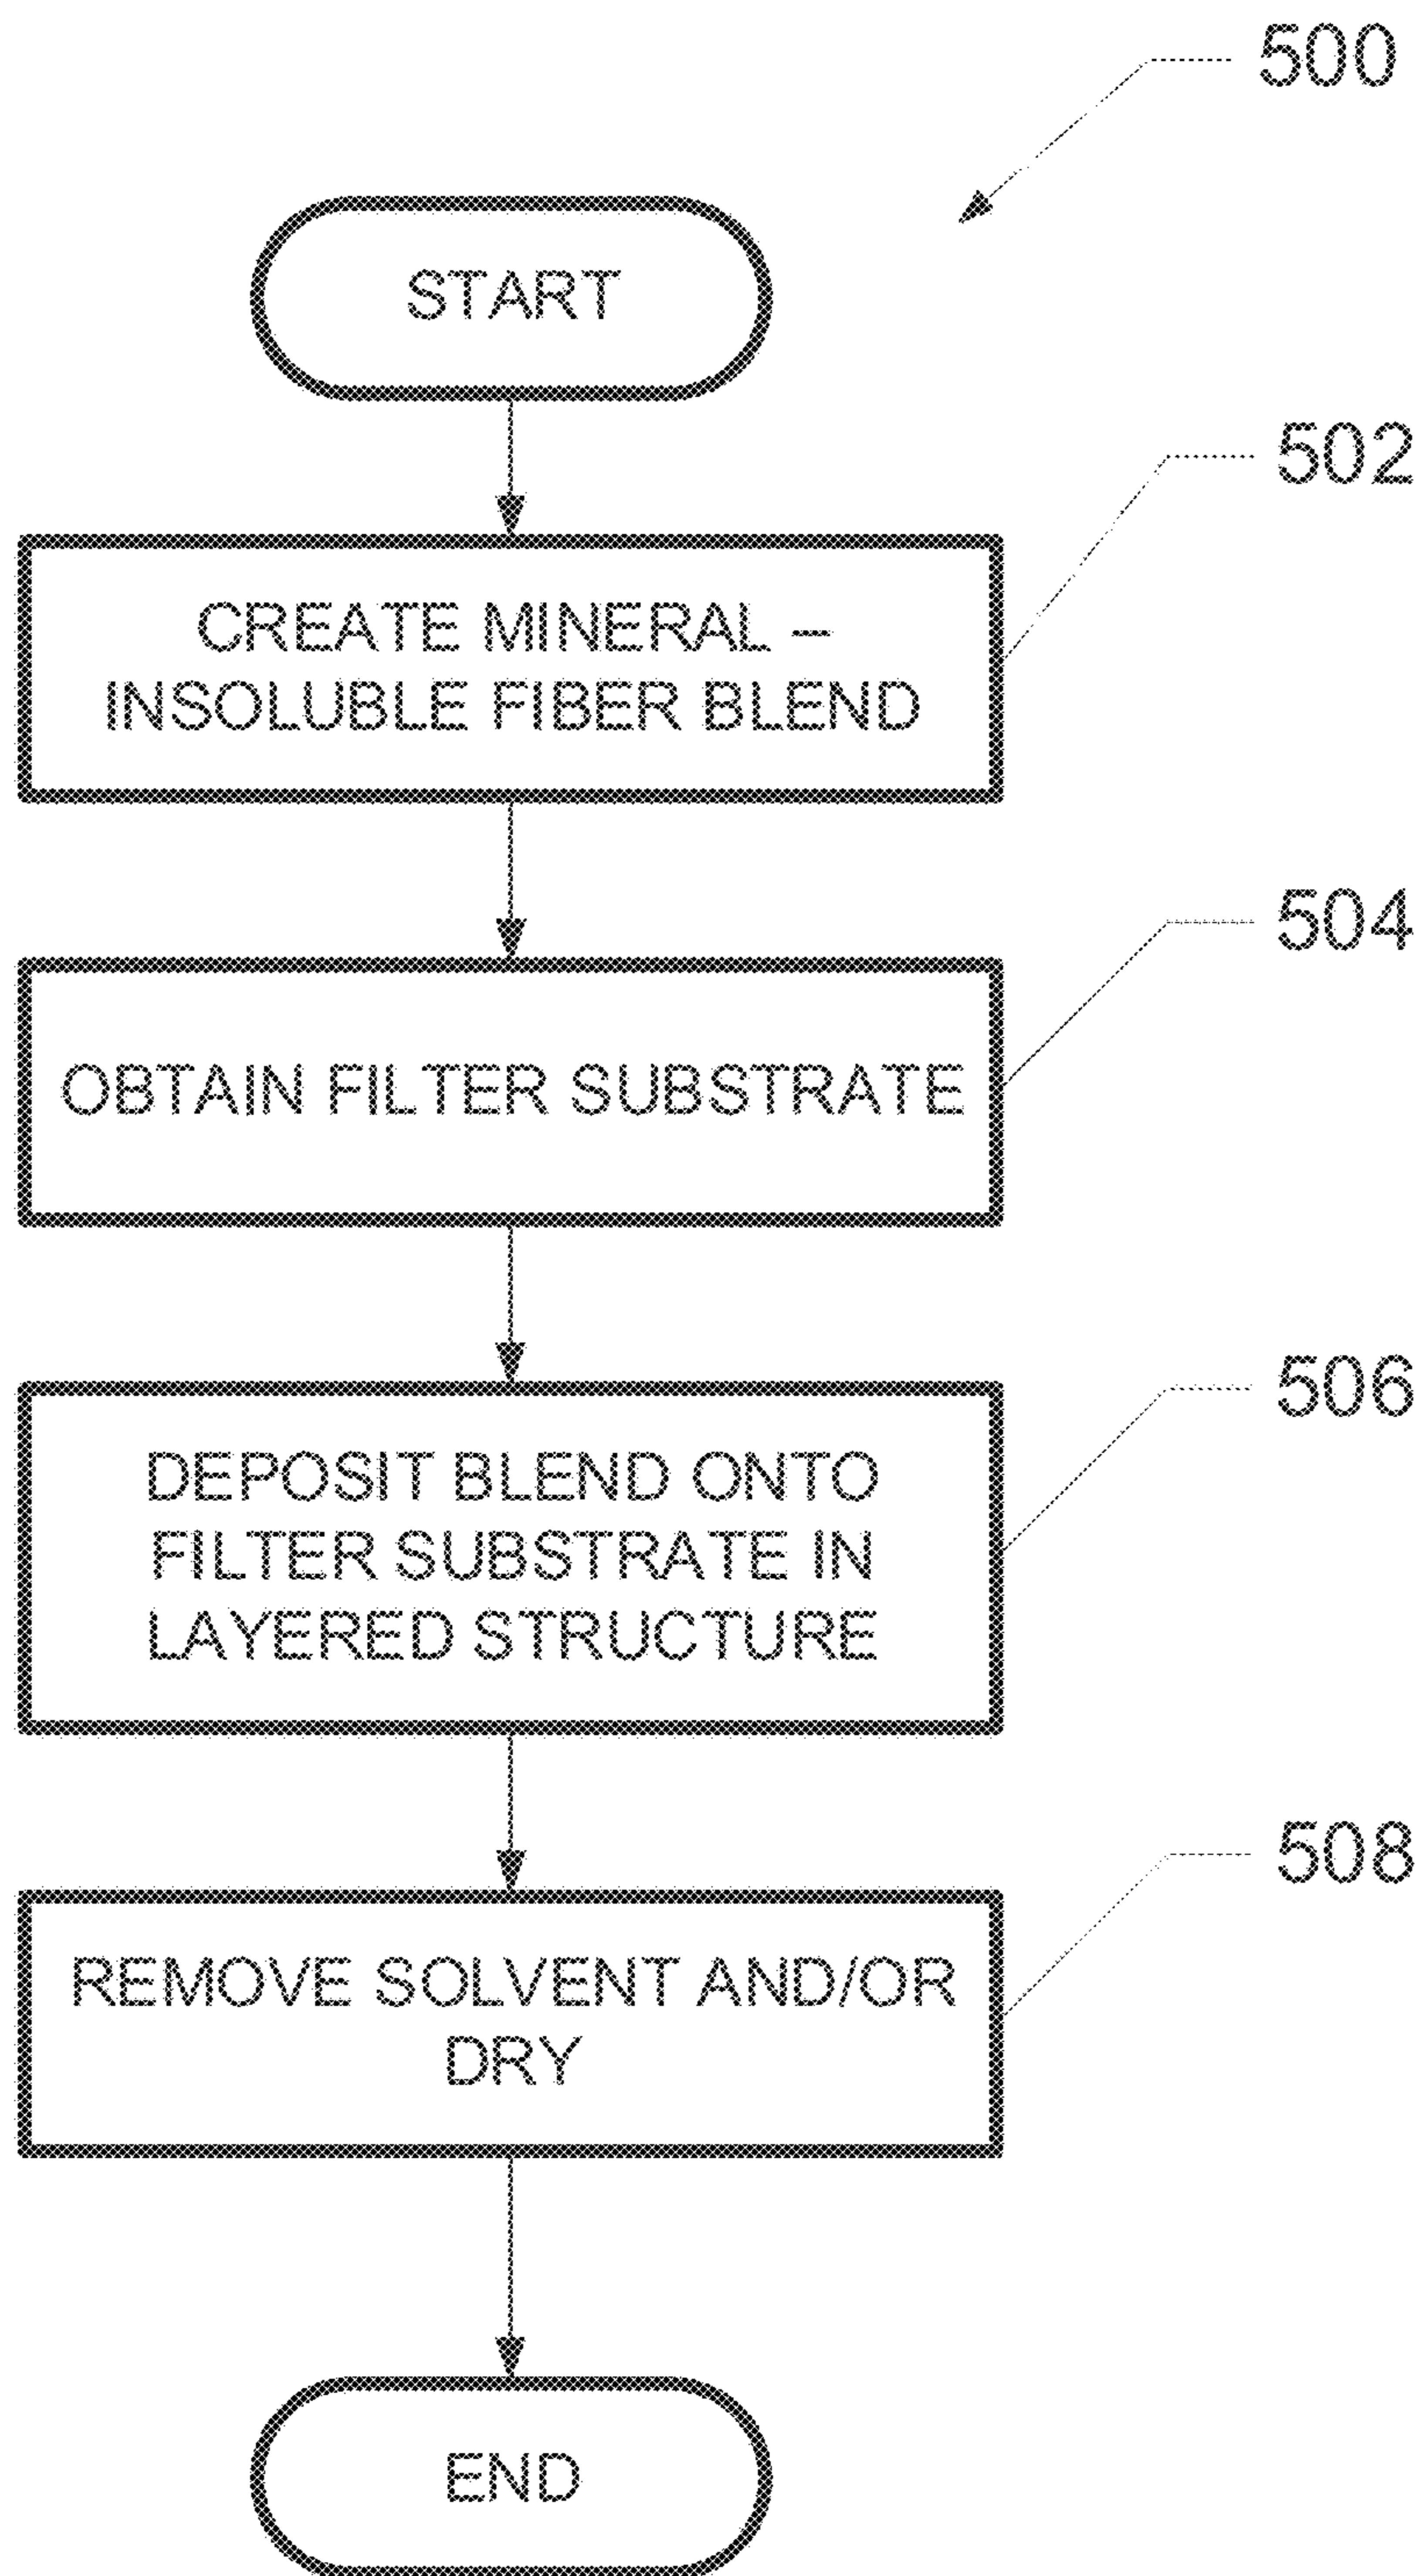 500
START
502
CREATE MINERAL –
INSOLUBLE FIBER BLEND
504
OBTAIN FILTER SUBSTRATE
506
DEPOSIT BLEND ONTO
FILTER SUBSTRATE IN
LAYERED STRUCTURE
508
REMOVE SOLVENT AND/OR
DRY
END